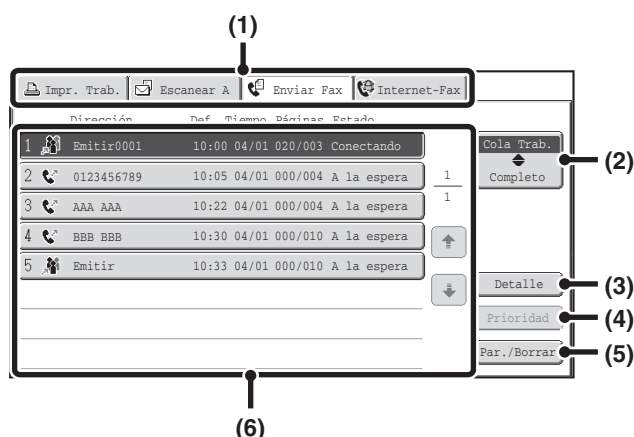 (1)
Impr. Trab. Escanear A Enviar Fax Internet-Fax
Dirección Def. Tiempo Páginas Estado
1 Emitir0001 10:00 04/01 020/003 Conectando
2 0123456789 10:05 04/01 000/004 A la espera
3 AAA AAA 10:22 04/01 000/004 A la espera
4 BBB BBB 10:30 04/01 000/010 A la espera
5 Emitir 10:33 04/01 000/010 A la espera
1
1
Cola Trab.
Completo
(2)
Detalle (3)
Prioridad (4)
Par./Borrar (5)
(6)